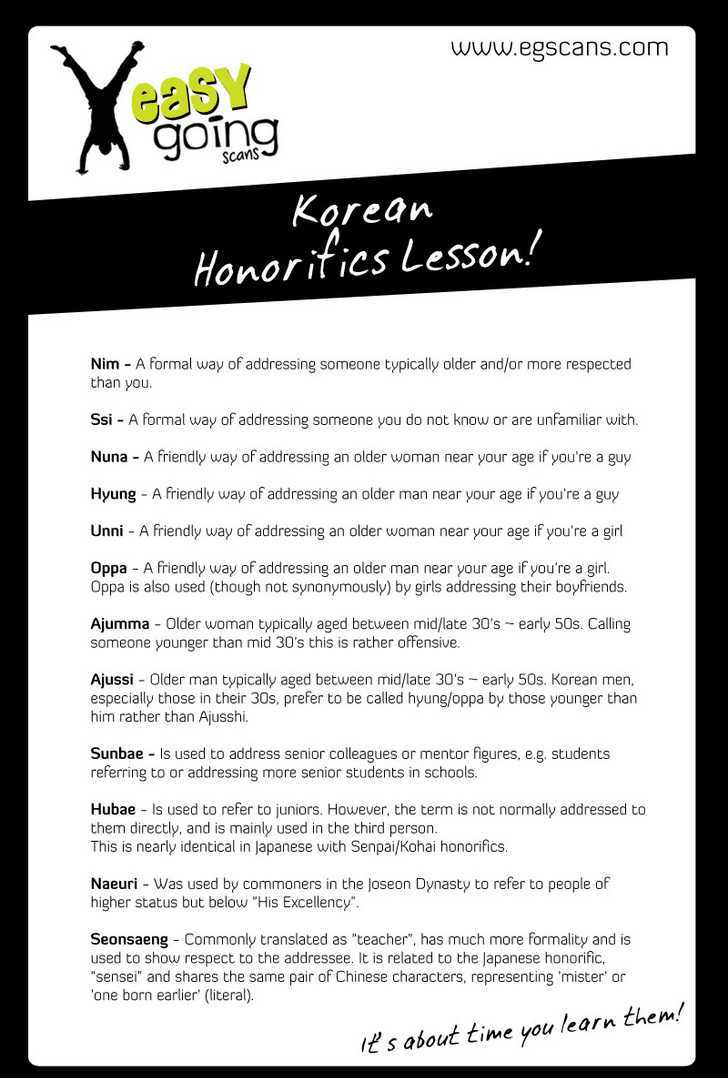 www.egscans.com
easy
going
scans
Korean
Honorifics Lesson!
Nim - A formal way of addressing someone typically older and/or more respected
than you.
Ssi - A formal way of addressing someone you do not know or are unfamiliar with.
Nuna - A friendly way of addressing an older woman near your age if you're a guy
Hyung - A friendly way of addressing an older man near your age if you're a guy
Unni - A friendly way of addressing an older woman near your age if you're a girl
Oppa - A friendly way of addressing an older man near your age if you're a girl.
Oppa is also used (though not synonymously) by girls addressing their boyfriends.
Ajumma - Older woman typically aged between mid/late 30's ~ early 50s. Calling
someone younger than mid 30's this is rather offensive.
Ajussi - Older man typically aged between mid/late 30's ~ early 50s. Korean men,
especially those in their 30s, prefer to be called hyung/oppa by those younger than
him rather than Ajusshi.
Sunbae - Is used to address senior colleagues or mentor figures, e.g. students
referring to or addressing more senior students in schools.
Hubae - Is used to refer to juniors. However, the term is not normally addressed to
them directly, and is mainly used in the third person.
This is nearly identical in Japanese with Senpai/Kohai honorifics.
Naeuri - Was used by commoners in the Joseon Dynasty to refer to people of
higher status but below "His Excellency".
Seonsaeng - Commonly translated as "teacher", has much more formality and is
used to show respect to the addressee. It is related to the Japanese honorific,
"sensei" and shares the same pair of Chinese characters, representing 'mister' or
'one born earlier' (literal).
It's about time you learn them!